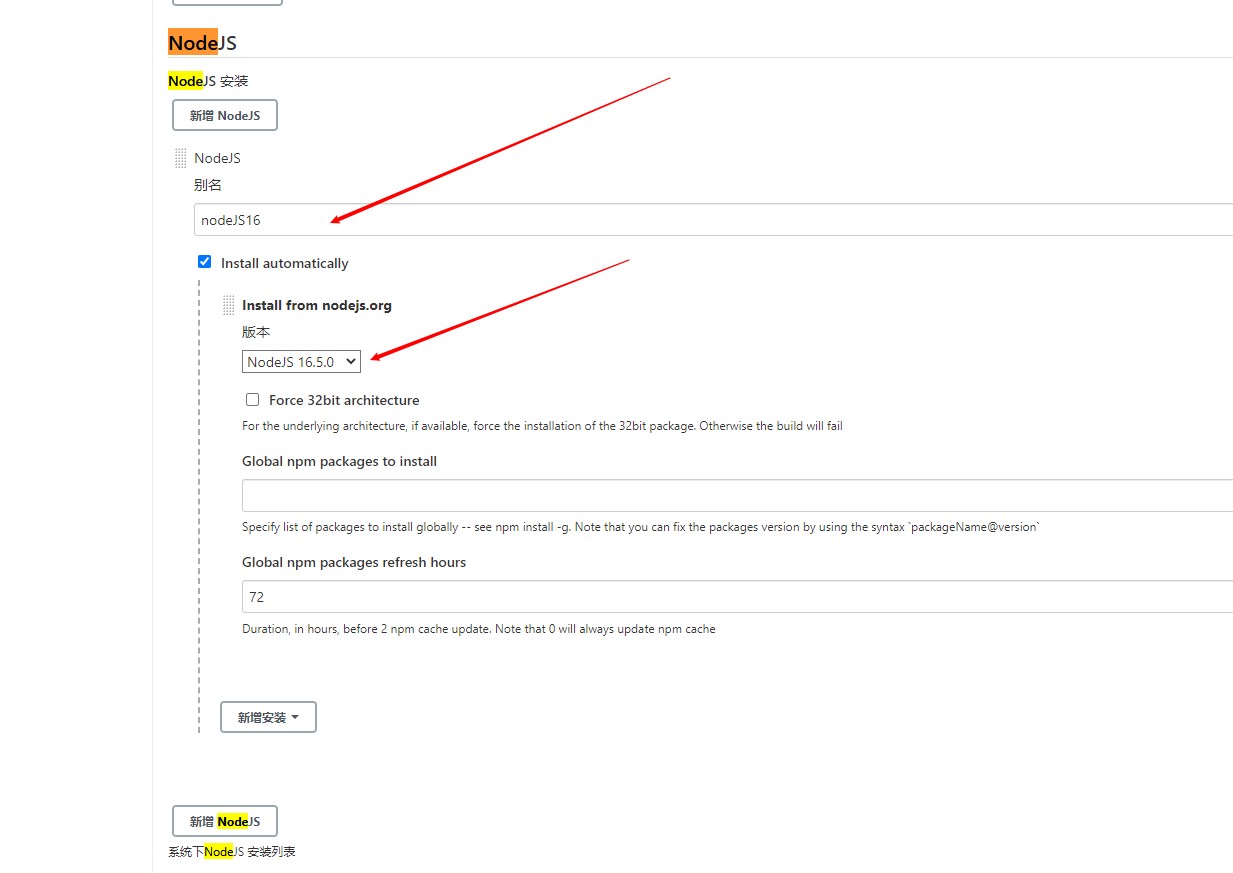 NodeJS
NodeJS 安装
新增 NodeJS
NodeJS
别名
nodeJS16
Install automatically
Install from nodejs.org
版本
NodeJS 16.5.0
Force 32bit architecture
For the underlying architecture, if available, force the installation of the 32bit package. Otherwise the build will fail
Global npm packages to install
Specify list of packages to install globally -- see npm install -g. Note that you can fix the packages version by using the syntax `packageName@version`
Global npm packages refresh hours
72
Duration, in hours, before 2 npm cache update. Note that 0 will always update npm cache
新增安装
新增 NodeJS
系统下NodeJS 安装列表